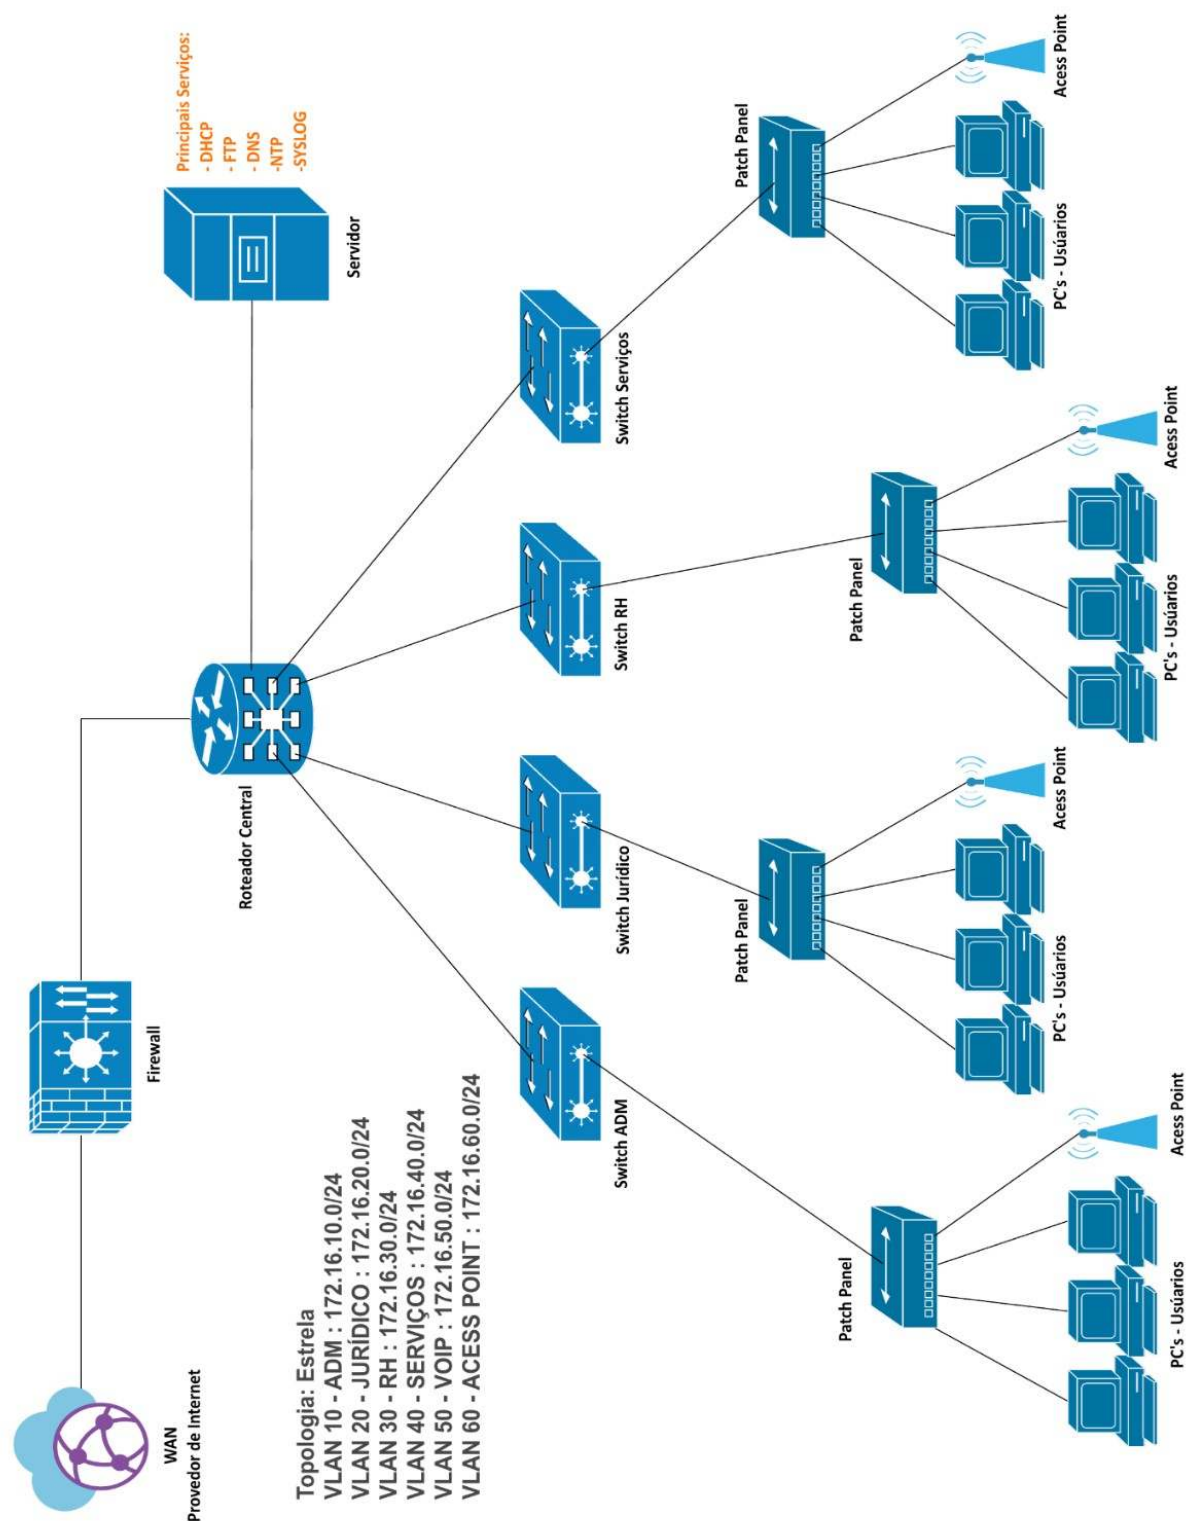 WAN
Provedor de Internet
Firewall
Roteador Central
Principais Serviços:
- DHCP
- FTP
- DNS
-NTP
-SYSLOG
Servidor
Topologia: Estrela
VLAN 10 - ADM : 172.16.10.0/24
VLAN 20 - JURÍDICO : 172.16.20.0/24
VLAN 30 - RH : 172.16.30.0/24
VLAN 40 - SERVIÇOS : 172.16.40.0/24
VLAN 50 - VOIP : 172.16.50.0/24
VLAN 60 - ACESS POINT : 172.16.60.0/24
Switch ADM
Switch Jurídico
Switch RH
Switch Serviços
Patch Panel
Patch Panel
Patch Panel
Patch Panel
PC's - Usúarios
Acess Point
PC's - Usúarios
Acess Point
PC's - Usúarios
Acess Point
PC's - Usúarios
Acess Point